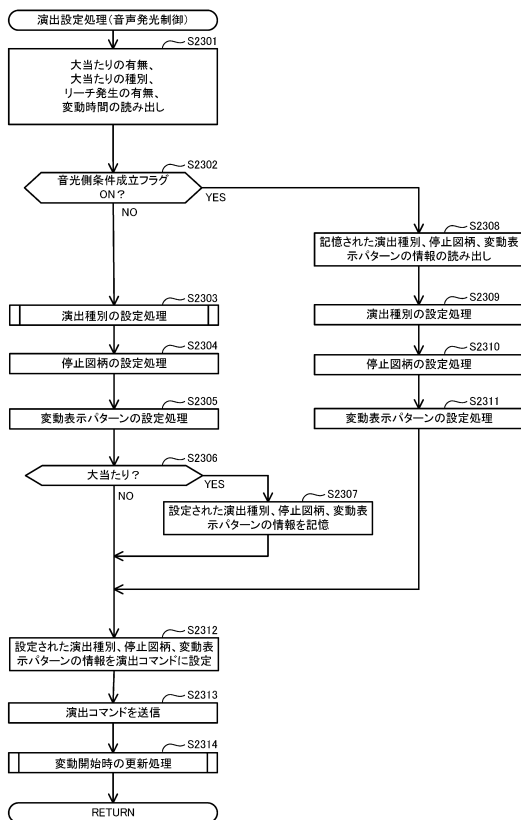 演出設定処理(音声発光制御)
S2301
大当たりの有無、
大当たりの種別、
リーチ発生の有無、
変動時間の読み出し
S2302
音光側条件成立フラグ
ON?
YES
NO
S2308
記憶された演出種別、停止図柄、変動表
示パターンの情報の読み出し
S2303
演出種別の設定処理
S2309
演出種別の設定処理
S2304
停止図柄の設定処理
S2310
停止図柄の設定処理
S2305
変動表示パターンの設定処理
S2311
変動表示パターンの設定処理
S2306
大当たり?
YES
NO
S2307
設定された演出種別、停止図柄、変動表
示パターンの情報を記憶
S2312
設定された演出種別、停止図柄、変動表
示パターンの情報を演出コマンドに設定
S2313
演出コマンドを送信
S2314
変動開始時の更新処理
RETURN